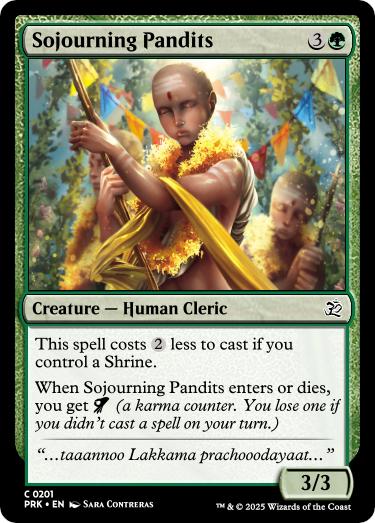 Sojourning Pandits 3
Creature — Human Cleric
This spell costs 2 less to cast if you
control a Shrine.
When Sojourning Pandits enters or dies,
you get (a karma counter. You lose one if
you didn't cast a spell on your turn.)
“…taaannoo Lakkama prachooodayaat…”
3/3
C 0201
PRK • EN SARA CONTRERAS
™ & © 2025 Wizards of the Coast